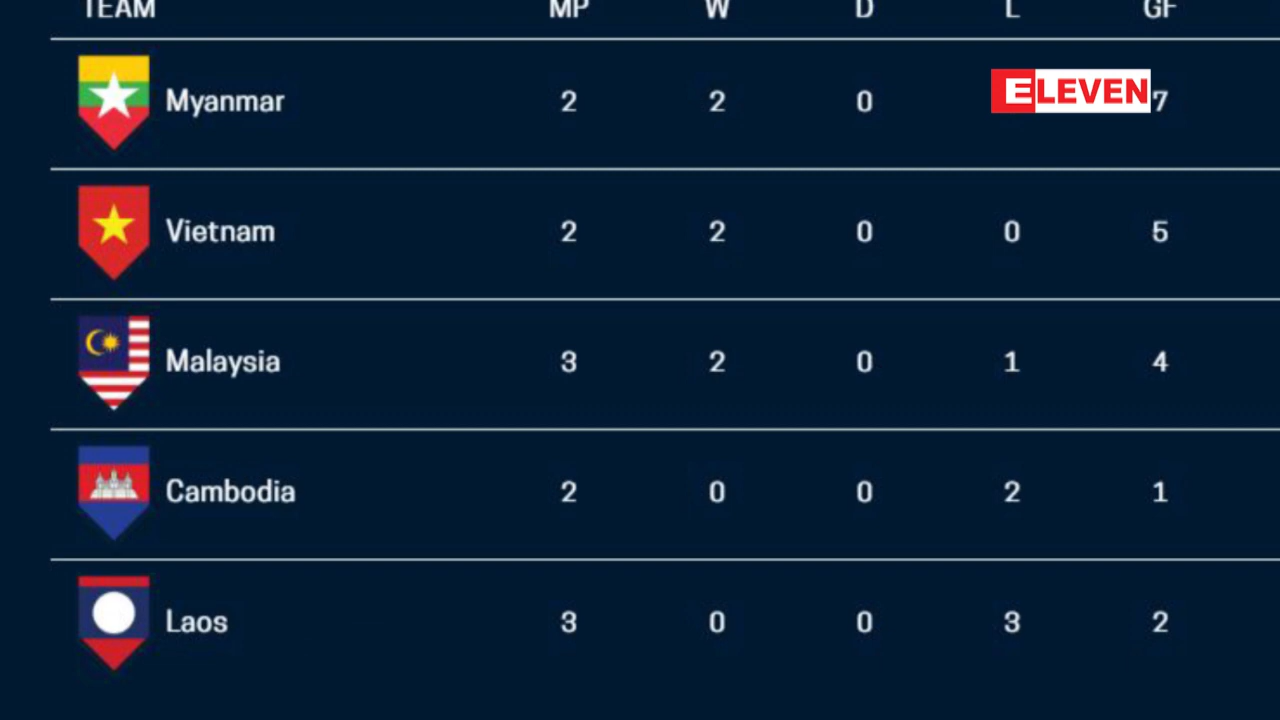 TEAM MP W D L GF
Myanmar 2 2 0 ELEVEN 7
Vietnam 2 2 0 0 5
Malaysia 3 2 0 1 4
Cambodia 2 0 0 2 1
Laos 3 0 0 3 2